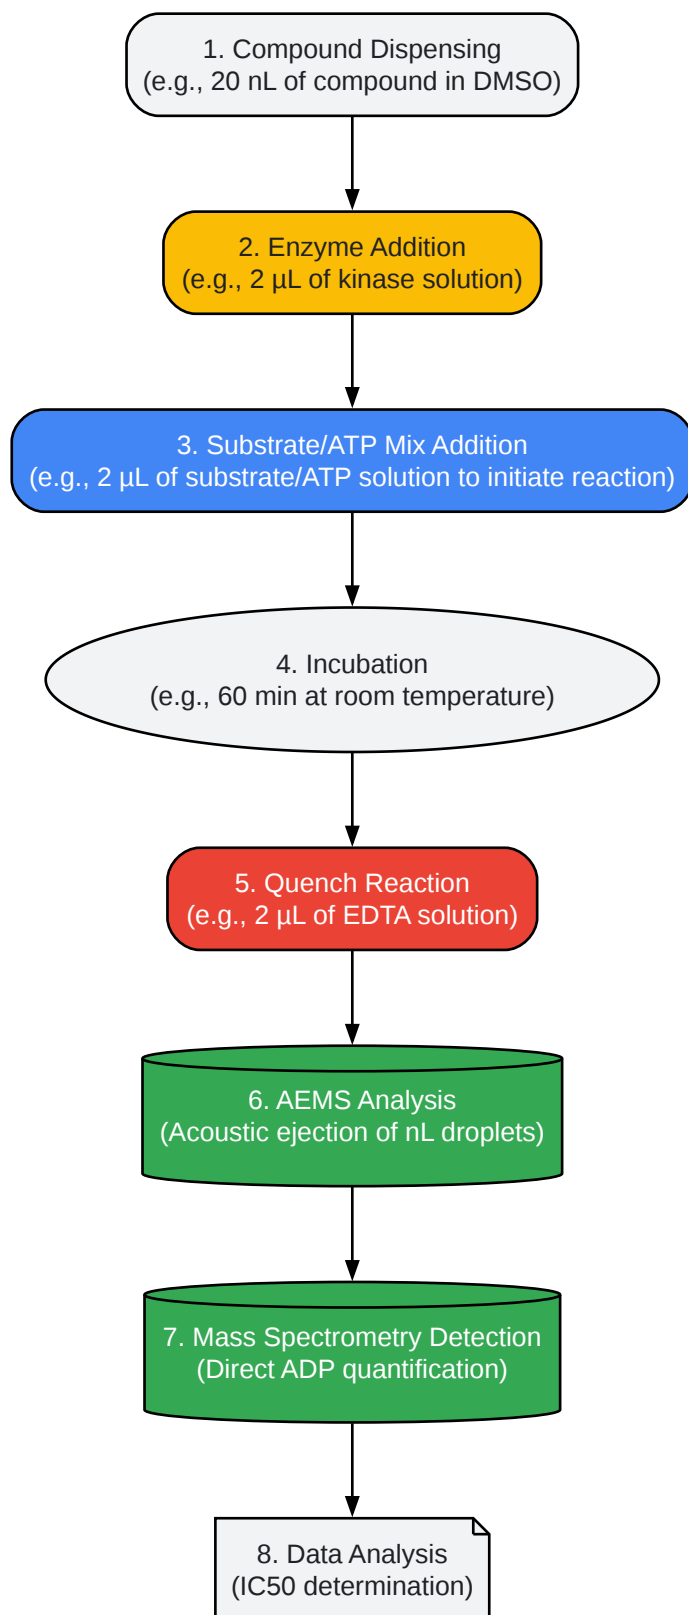 1. Compound Dispensing
(e.g., 20 nL of compound in DMSO)
2. Enzyme Addition
(e.g., 2 µL of kinase solution)
3. Substrate/ATP Mix Addition
(e.g., 2 µL of substrate/ATP solution to initiate reaction)
4. Incubation
(e.g., 60 min at room temperature)
5. Quench Reaction
(e.g., 2 µL of EDTA solution)
6. AEMS Analysis
(Acoustic ejection of nL droplets)
7. Mass Spectrometry Detection
(Direct ADP quantification)
8. Data Analysis
(IC50 determination)